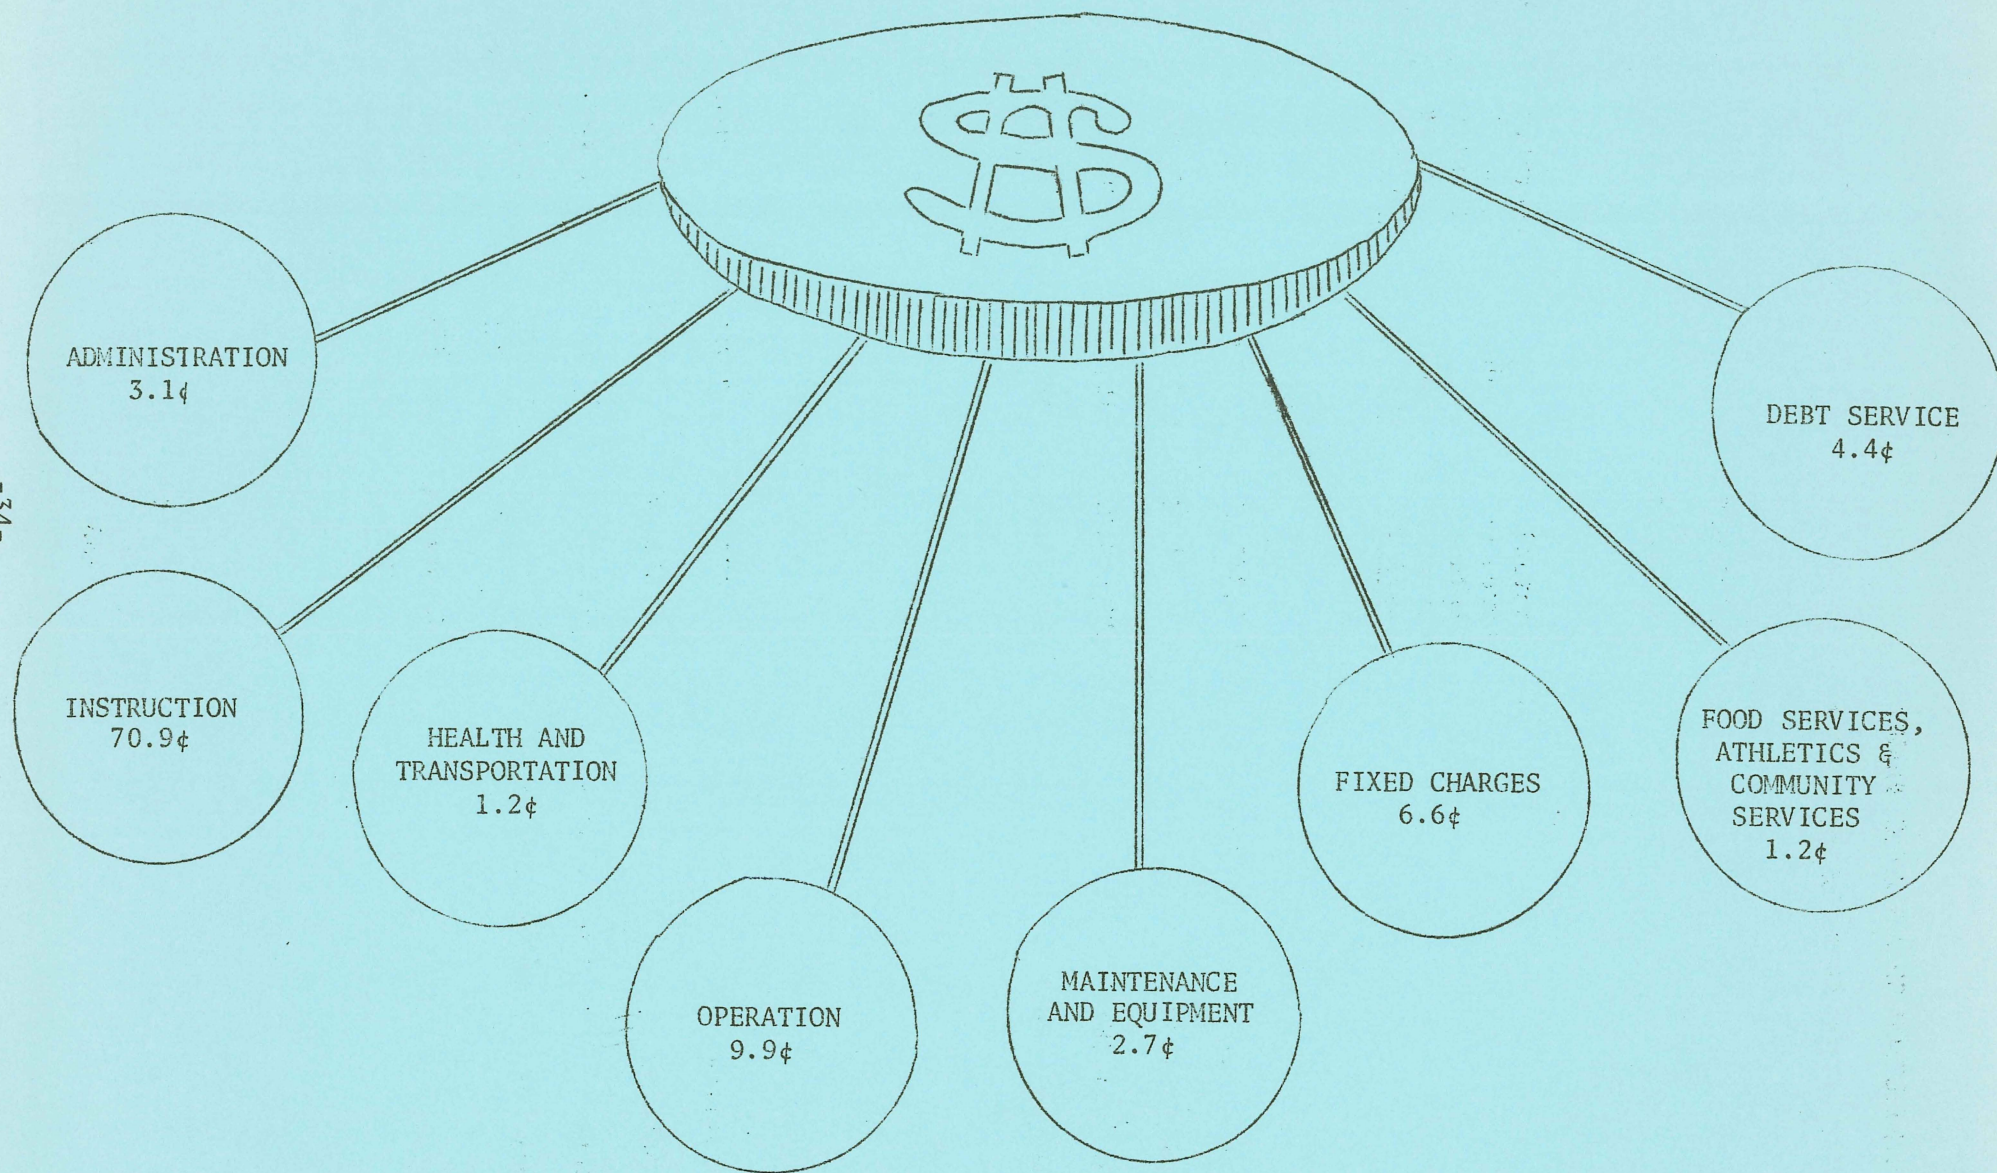 $
ADMINISTRATION
3.1¢
DEBT SERVICE
4.4¢
INSTRUCTION
70.9¢
HEALTH AND
TRANSPORTATION
1.2¢
OPERATION
9.9¢
MAINTENANCE
AND EQUIPMENT
2.7¢
FIXED CHARGES
6.6¢
FOOD SERVICES,
ATHLETICS &
COMMUNITY
SERVICES
1.2¢